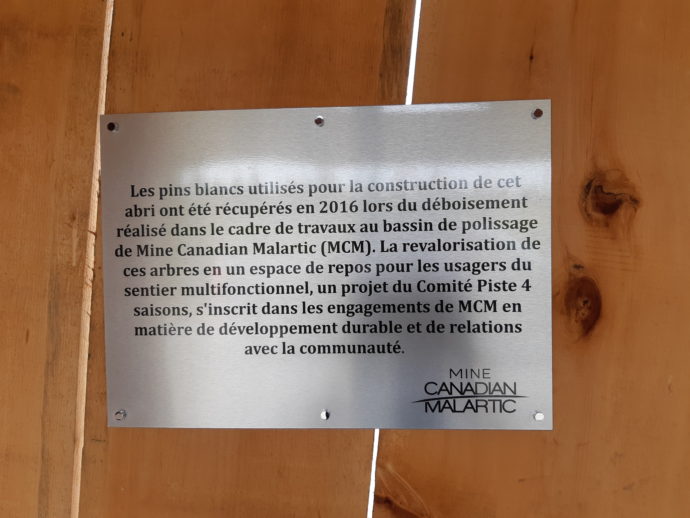 Les pins blancs utilisés pour la construction de cet
abri ont été récupérés en 2016 lors du déboisement
réalisé dans le cadre de travaux au bassin de polissage
de Mine Canadian Malartic (MCM). La revalorisation de
ces arbres en un espace de repos pour les usagers du
sentier multifonctionnel, un projet du Comité Piste 4
saisons, s'inscrit dans les engagements de MCM en
matière de développement durable et de relations
avec la communauté.
MINE
CANADIAN
MALARTIC